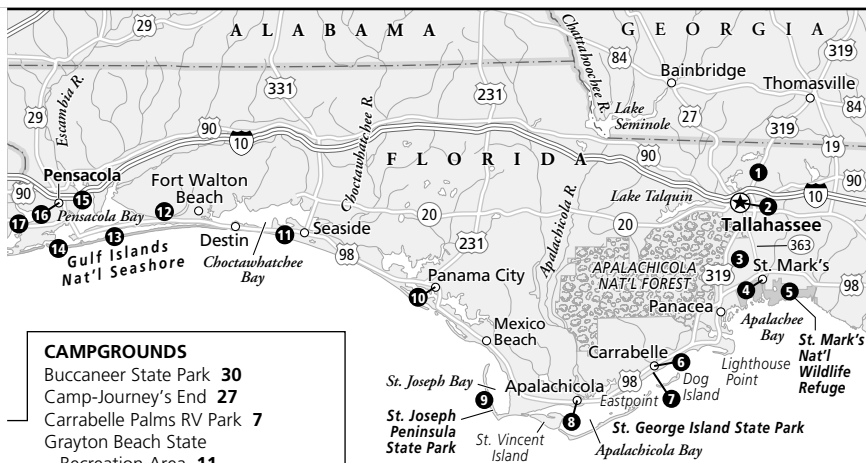 29
ALABAMA
GEORGIA
319
Chattahoochee R.
84
Bainbridge
Thomasville
331
231
84
29
Escambia R.
Choctawhatchee R.
Lake
Seminole
27
319
90
10
19
FLORIDA
90
1
90
Pensacola
Fort Walton
Beach
Lake Talquin
10
90
15
16
Pensacola Bay
12
20
Apalachicola R.
20
2
Tallahassee
17
14
13
Destin
11
Seaside
363
Gulf Islands
Nat'l Seashore
Choctawhatchee
Bay
98
231
APALACHICOLA
NAT'L FOREST
3
St. Mark's
319
Panama City
4
5
98
10
Panacea
Mexico
Beach
Apalachee
Bay
St. Mark's
Nat'l
Wildlife
Refuge
Carrabelle
6
Lighthouse
Point
St. Joseph Bay
Apalachicola
98
Dog
Island
Eastpoint
7
9
St. Joseph
Peninsula
State Park
8
St. George Island State Park
St. Vincent
Island
Apalachicola Bay
CAMPGROUNDS
Buccaneer State Park 30
Camp-Journey's End 27
Carrabelle Palms RV Park 7
Grayton Beach State
Recreation Area 11